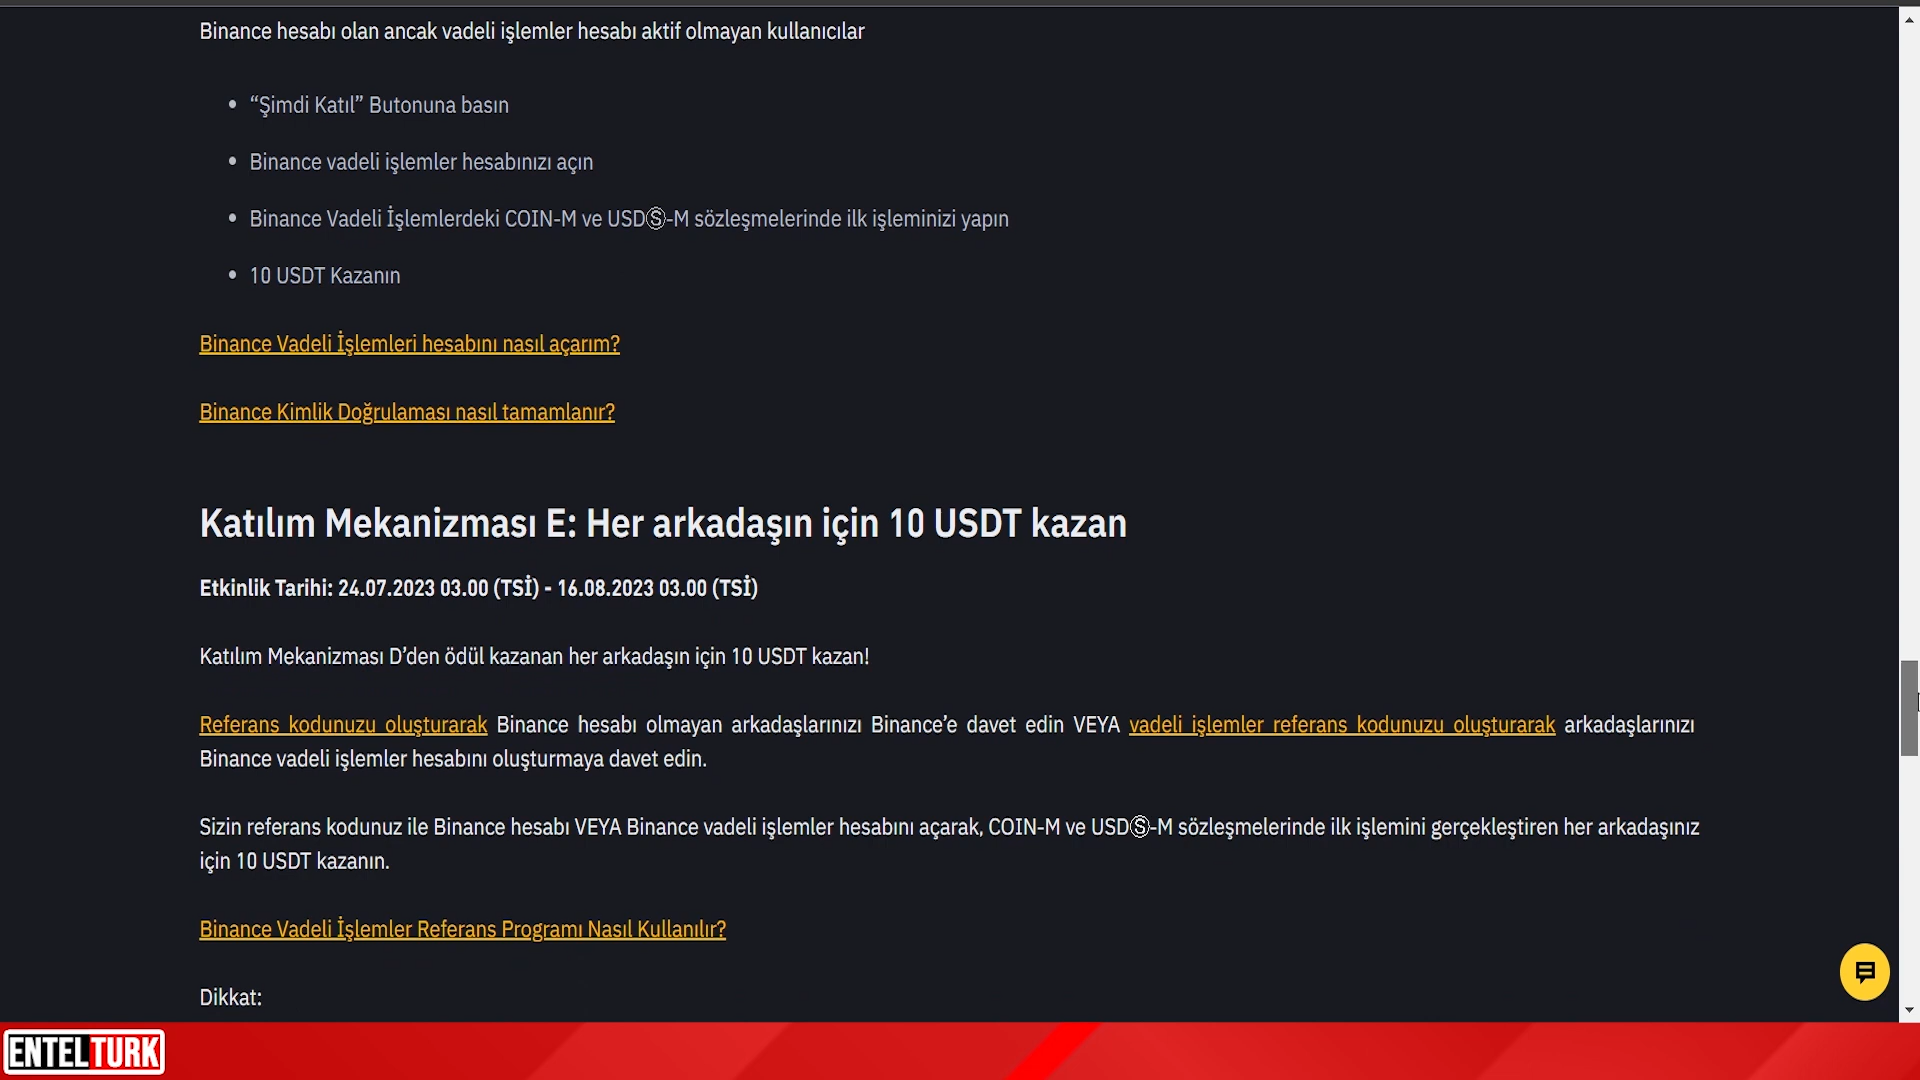 Binance hesabı olan ancak vadeli işlemler hesabı aktif olmayan kullanıcılar
• “Şimdi Katıl” Butonuna basın
• Binance vadeli işlemler hesabınızı açın
• Binance Vadeli İşlemlerdeki COIN-M ve USDⓈ-M sözleşmelerinde ilk işleminizi yapın
• 10 USDT Kazanın
Binance Vadeli İşlemleri hesabını nasıl açarım?
Binance Kimlik Doğrulaması nasıl tamamlanır?
Katılım Mekanizması E: Her arkadaşın için 10 USDT kazan
Etkinlik Tarihi: 24.07.2023 03.00 (TSİ) - 16.08.2023 03.00 (TSİ)
Katılım Mekanizması D’den ödül kazanan her arkadaşın için 10 USDT kazan!
Referans kodunuzu oluşturarak Binance hesabı olmayan arkadaşlarınızı Binance’e davet edin VEYA vadeli işlemler referans kodunuzu oluşturarak arkadaşlarınızı
Binance vadeli işlemler hesabını oluşturmaya davet edin.
Sizin referans kodunuz ile Binance hesabı VEYA Binance vadeli işlemler hesabını açarak, COIN-M ve USDⓈ-M sözleşmelerinde ilk işlemini gerçekleştiren her arkadaşınız
için 10 USDT kazanın.
Binance Vadeli İşlemler Referans Programı Nasıl Kullanılır?
Dikkat:
ENTELTURK